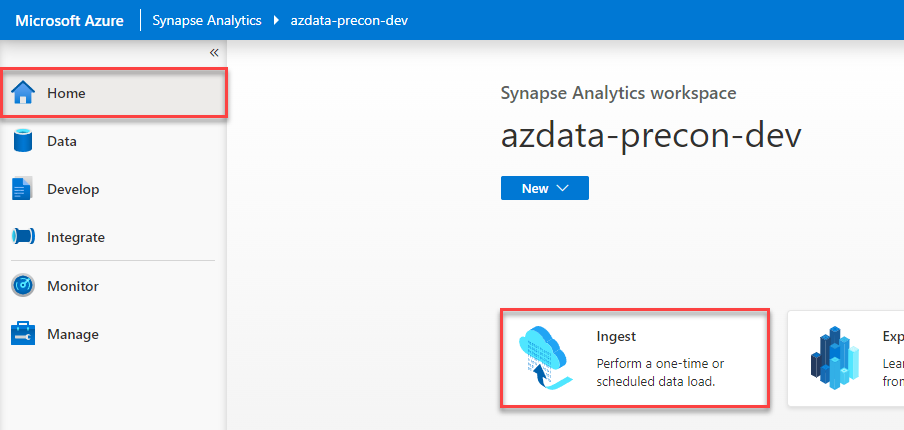 Microsoft Azure
Synapse Analytics
azdata-precon-dev
«
Home
Data
Develop
Integrate
Monitor
Manage
Synapse Analytics workspace
azdata-precon-dev
New
Ingest
Perform a one-time or
scheduled data load.
Exp
Lea
fron